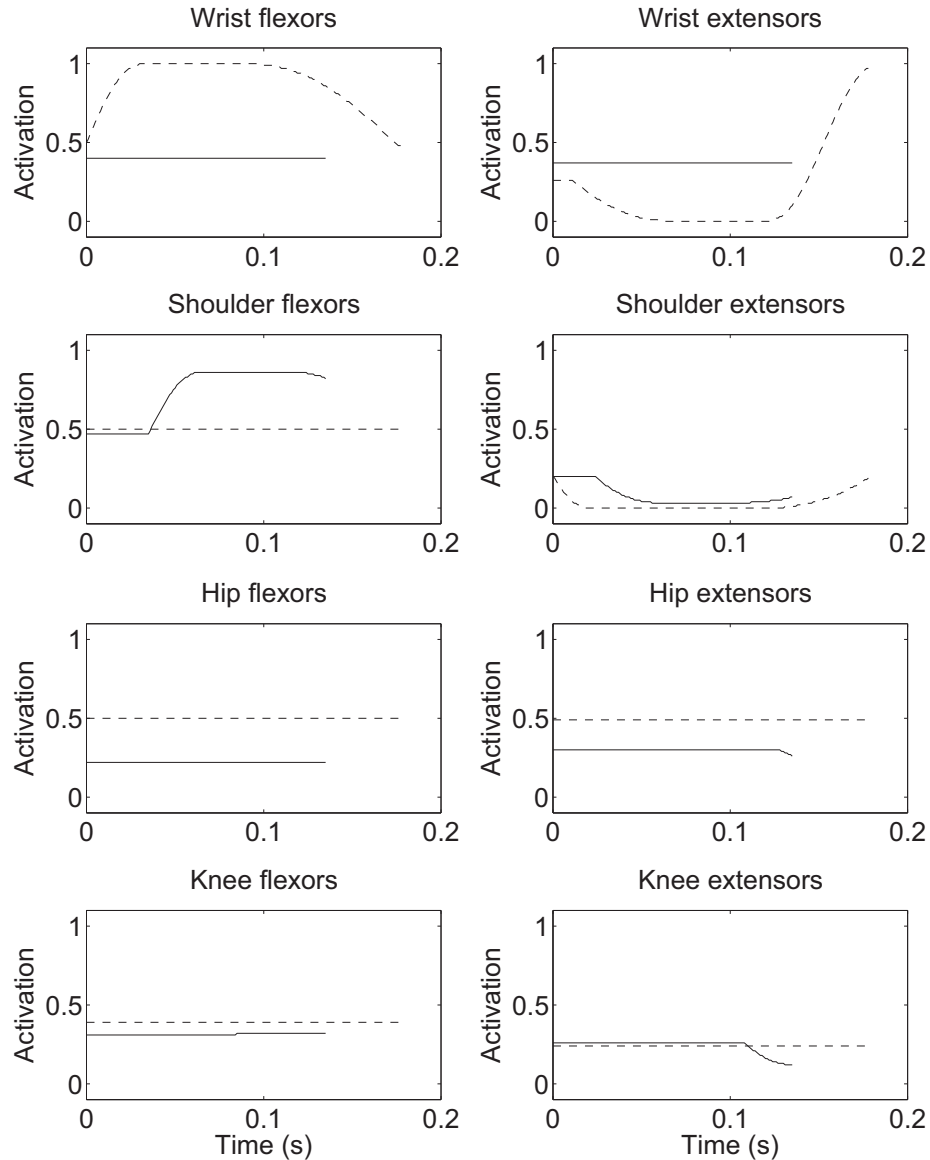 Wrist flexors
Activation
1
0.5
0
0
0.1
0.2
Wrist extensors
Activation
1
0.5
0
0
0.1
0.2
Shoulder flexors
Activation
1
0.5
0
0
0.1
0.2
Shoulder extensors
Activation
1
0.5
0
0
0.1
0.2
Hip flexors
Activation
1
0.5
0
0
0.1
0.2
Hip extensors
Activation
1
0.5
0
0
0.1
0.2
Knee flexors
Activation
1
0.5
0
0
0.1
0.2
Time (s)
Knee extensors
Activation
1
0.5
0
0
0.1
0.2
Time (s)